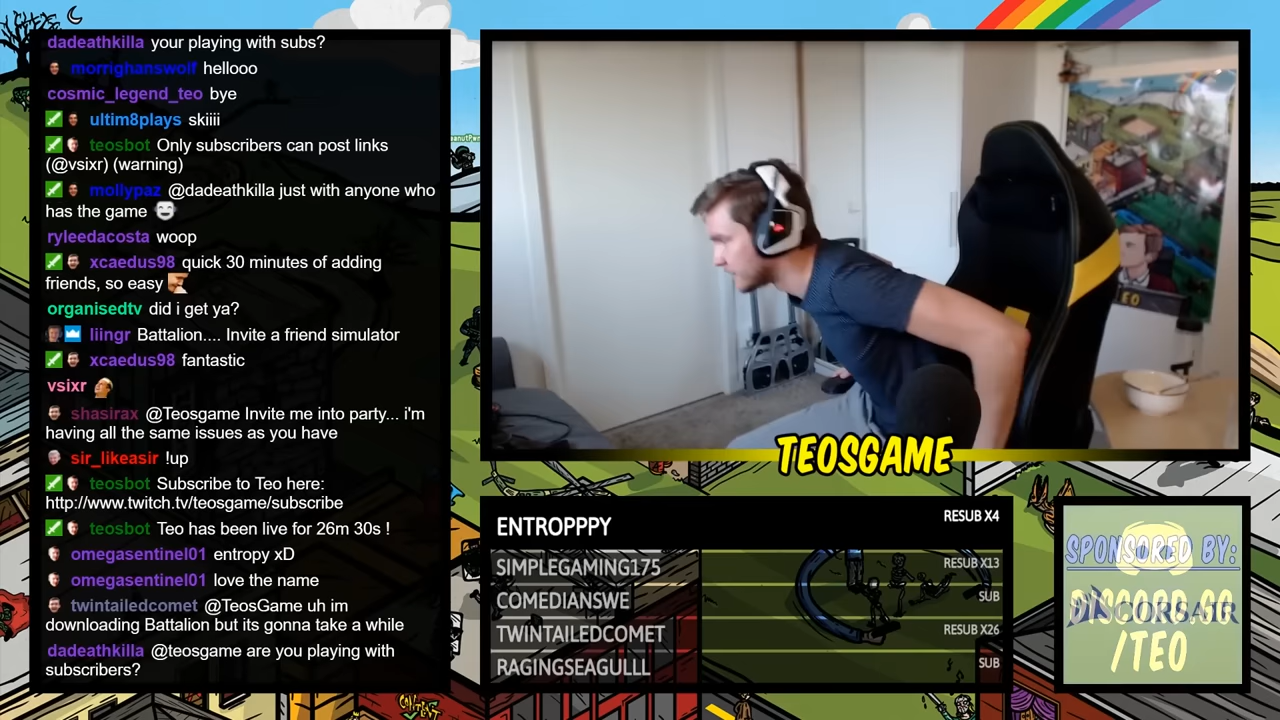 dadeathkilla your playing with subs?
morrighanswolf hellooo
cosmic_legend_teo bye
ultim8plays skiiii
teosbot Only subscribers can post links
(@vsixr) (warning)
mollypaz @dadeathkilla just with anyone who
has the game
ryleedacosta woop
xcaedus98 quick 30 minutes of adding
friends, so easy
organisedtv did i get ya?
liingr Battalion.... Invite a friend simulator
xcaedus98 fantastic
vsixr
shasirax @Teosgame Invite me into party... i'm
having all the same issues as you have
sir_likeasir !up
teosbot Subscribe to Teo here:
http://www.twitch.tv/teosgame/subscribe
teosbot Teo has been live for 26m 30s !
omegasentinel01 entropy xD
omegasentinel01 love the name
twintailedcomet @TeosGame uh im
downloading Battalion but its gonna take a while
dadeathkilla @teosgame are you playing with
subscribers?
EO
TEOSGAME
ENTROPPPY RESUB X4
SIMPLEGAMING175 RESUB X13
COMEDIANSWE SUB
TWINTAILEDCOMET RESUB X26
RAGINGSEAGULLL SUB
SPONSORED BY:
DISCORD.GG
CORSAIR
/TEO